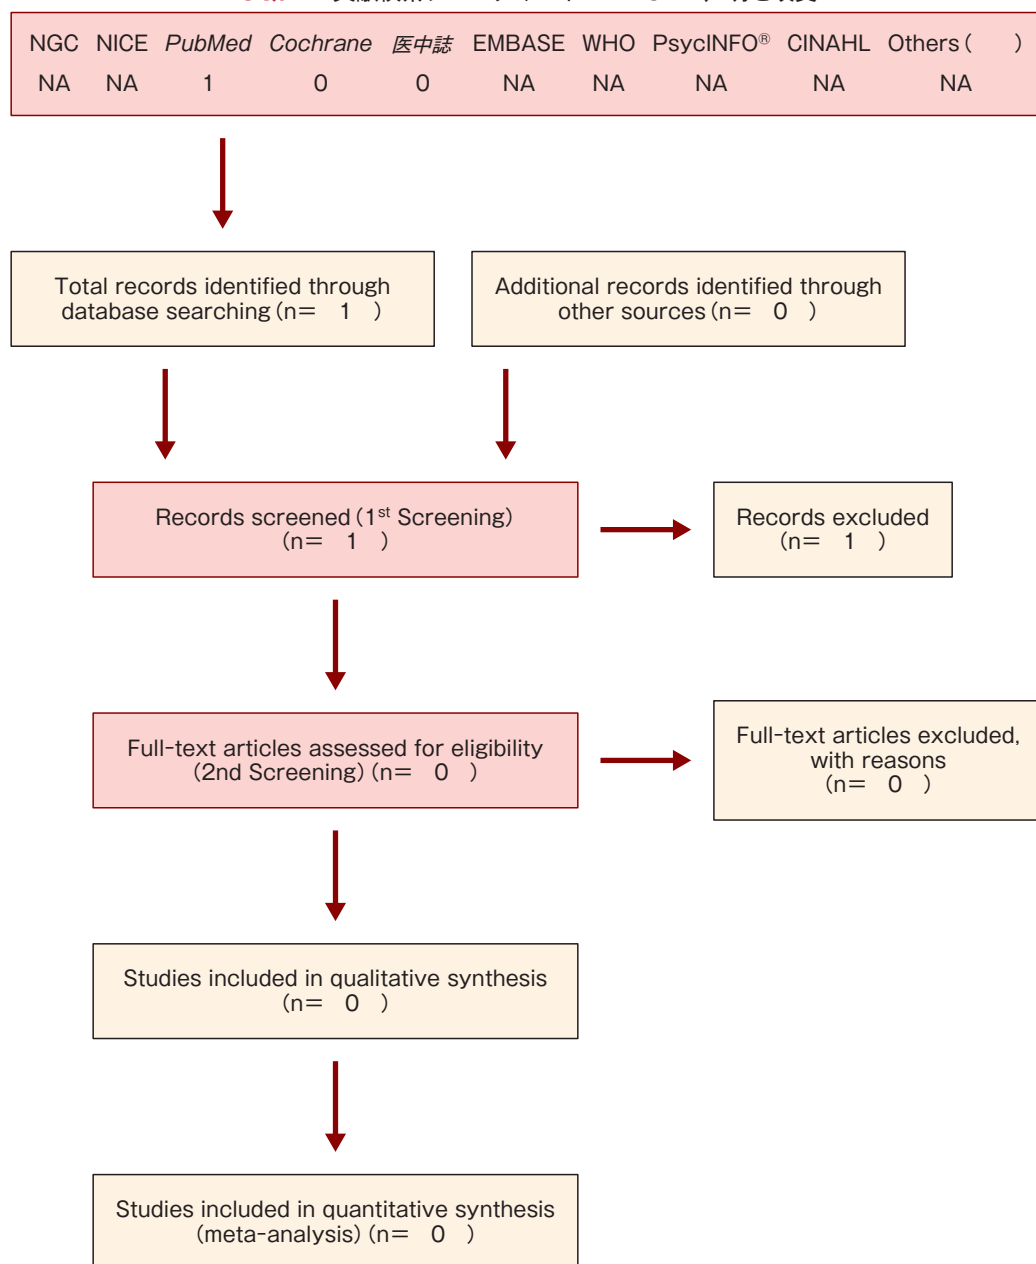 NGC NICE PubMed Cochrane 医中誌 EMBASE WHO PsycINFO® CINAHL Others ( )
NA NA 1 0 0 NA NA NA NA NA
Total records identified through
database searching (n= 1 )
Additional records identified through
other sources (n= 0 )
Records screened (1st Screening)
(n= 1 )
Records excluded
(n= 1 )
Full-text articles assessed for eligibility
(2nd Screening) (n= 0 )
Full-text articles excluded,
with reasons
(n= 0 )
Studies included in qualitative synthesis
(n= 0 )
Studies included in quantitative synthesis
(meta-analysis) (n= 0 )